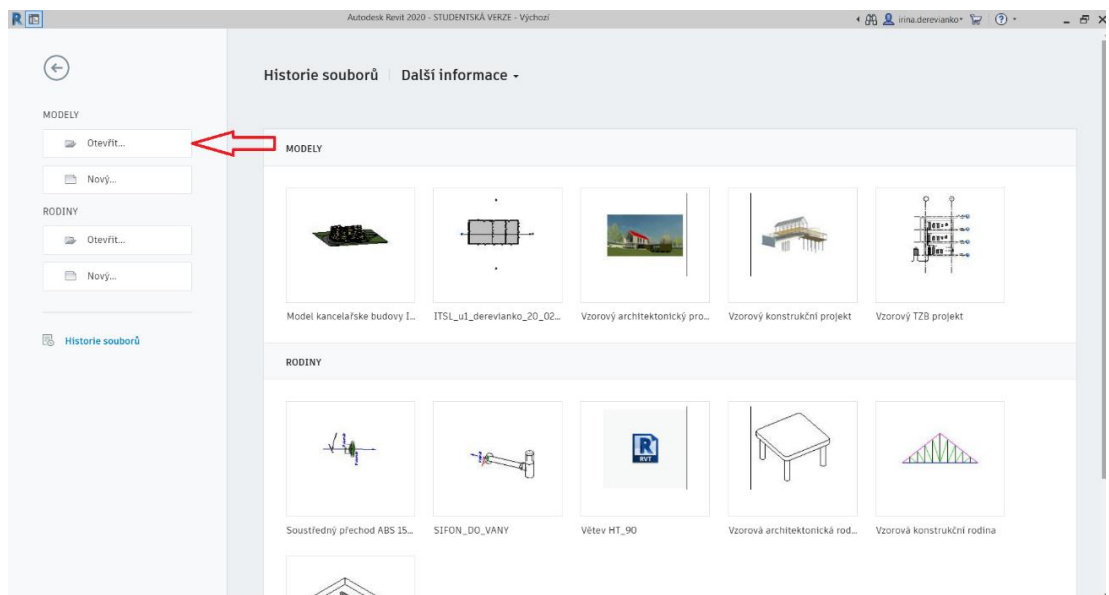 Autodesk Revit 2020 - STUDENTSKÁ VERZE - Výchozí
irina.derevianko
Historie souborů
Další informace
MODELY
Otevřít...
Nový...
RODINY
Otevřít...
Nový...
Historie souborů
MODELY
Model kancelařske budovy I...
ITSL_u1_derevianko_20_02...
Vzorový architektonický pro...
Vzorový konstrukční projekt
Vzorový TZB projekt
RODINY
R
RVT
Soustředný přechod ABS 15...
SIFON_DO_VANY
Větev HT_90
Vzorová architektonická rod...
Vzorová konstrukční rodina